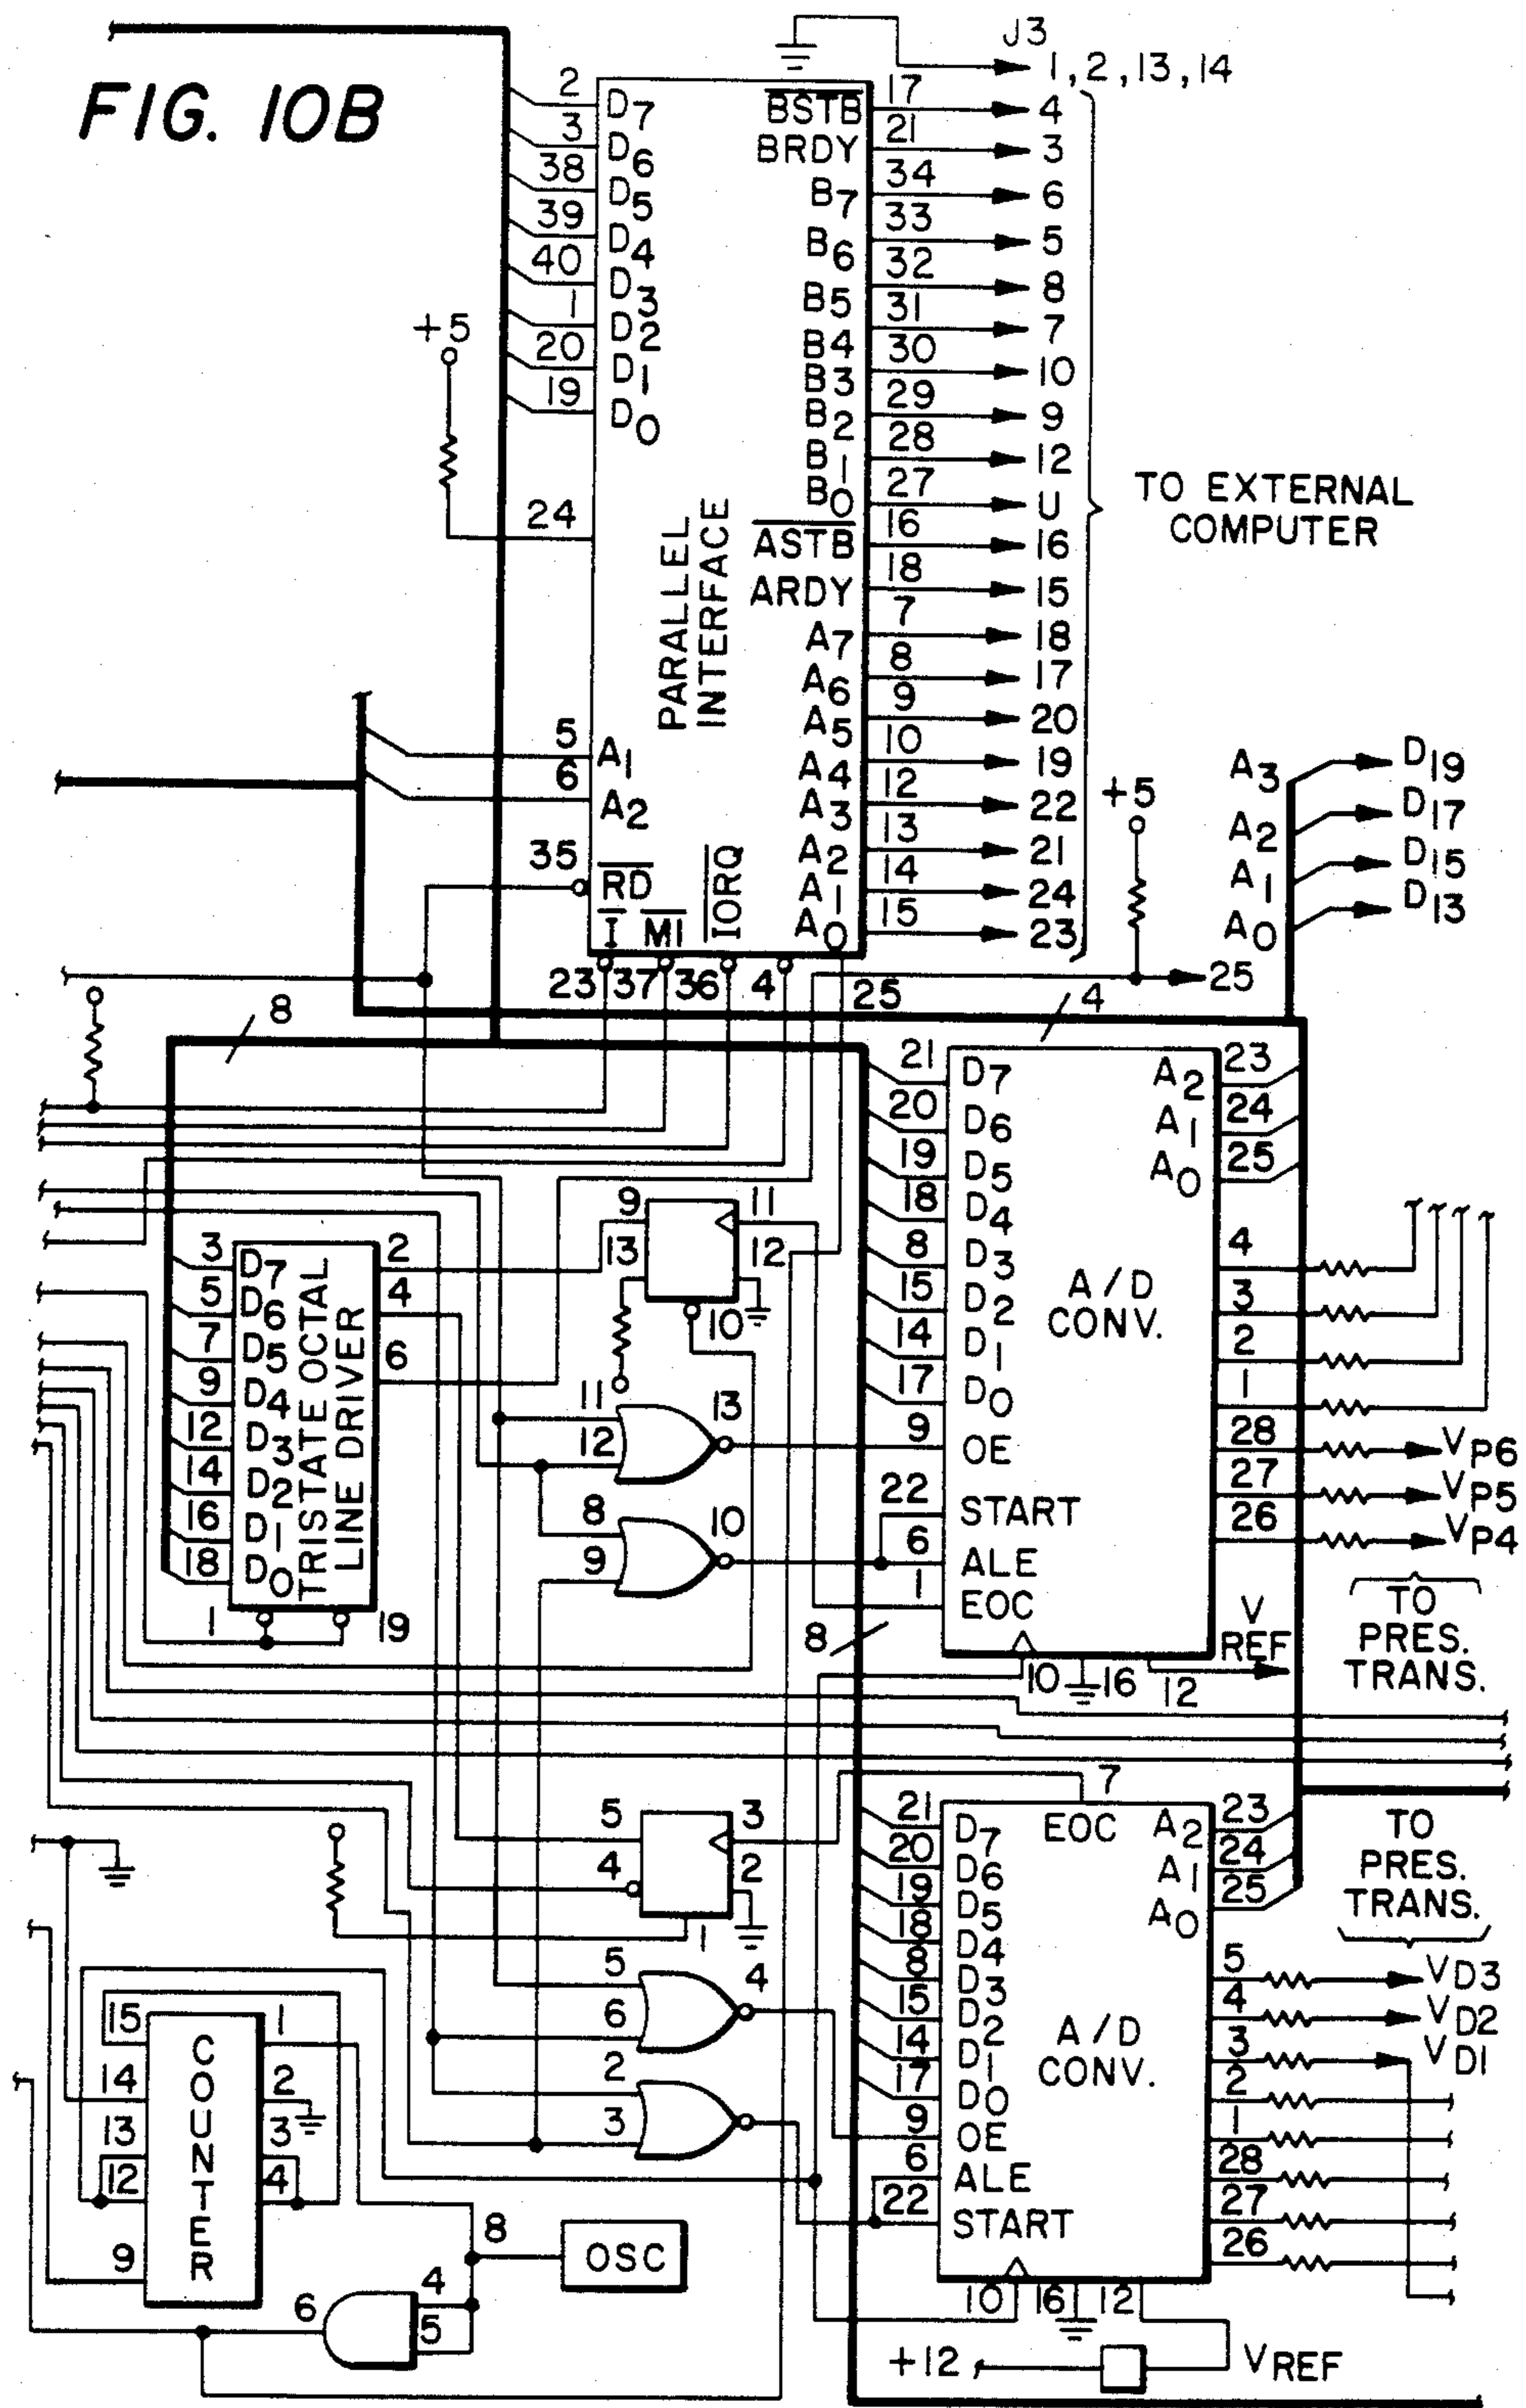 FIG. 10B
J3
1, 2, 13, 14
2 D7
3 D6
38 D5
39 D4
40 D3
1 D2
20 D1
19 D0
+5
24
5 A1
6 A2
35 RD
I MI IORQ
23 37 36 4 25
PARALLEL
INTERFACE
BSTB 17 4
BRDY 21 3
B7 34 6
B6 33 5
B5 32 8
B4 31 7
B3 30 10
B2 29 9
B1 28 12
B0 27 U
ASTB 16 16
ARDY 18 15
A7 7 18
A6 8 17
A5 9 20
A4 10 19
A3 12 22
A2 13 21
A1 14 24
A0 15 23
TO EXTERNAL
COMPUTER
+5
25
A3 D19
A2 D17
A1 D15
A0 D13
8
4
3 D7
5 D6
7 D5
9 D4
12 D3
14 D2
16 D1
18 D0
TRISTATE OCTAL
LINE DRIVER
2
4
6
1 19
9 11
13 12
10
11 13
12
8 10
9
21 D7
20 D6
19 D5
18 D4
8 D3
15 D2
14 D1
17 D0
9 OE
22 START
6 ALE
1 EOC
A/D
CONV.
A2 23
A1 24
A0 25
4
3
2
1
28 VP6
27 VP5
26 VP4
TO
PRES.
TRANS.
V
REF
10 16 12
8
5 3
4 2
1
5 4
6
2
3
7
EOC
21 D7
20 D6
19 D5
18 D4
8 D3
15 D2
14 D1
17 D0
9 OE
6 ALE
22 START
A/D
CONV.
A2 23
A1 24
A0 25
TO
PRES.
TRANS.
5 VD3
4 VD2
3 VD1
2
1
28
27
26
10 16 12
+12
VREF
COUNTER
15 1
14 2
13 3
12 4
9
8
OSC
6 4
5